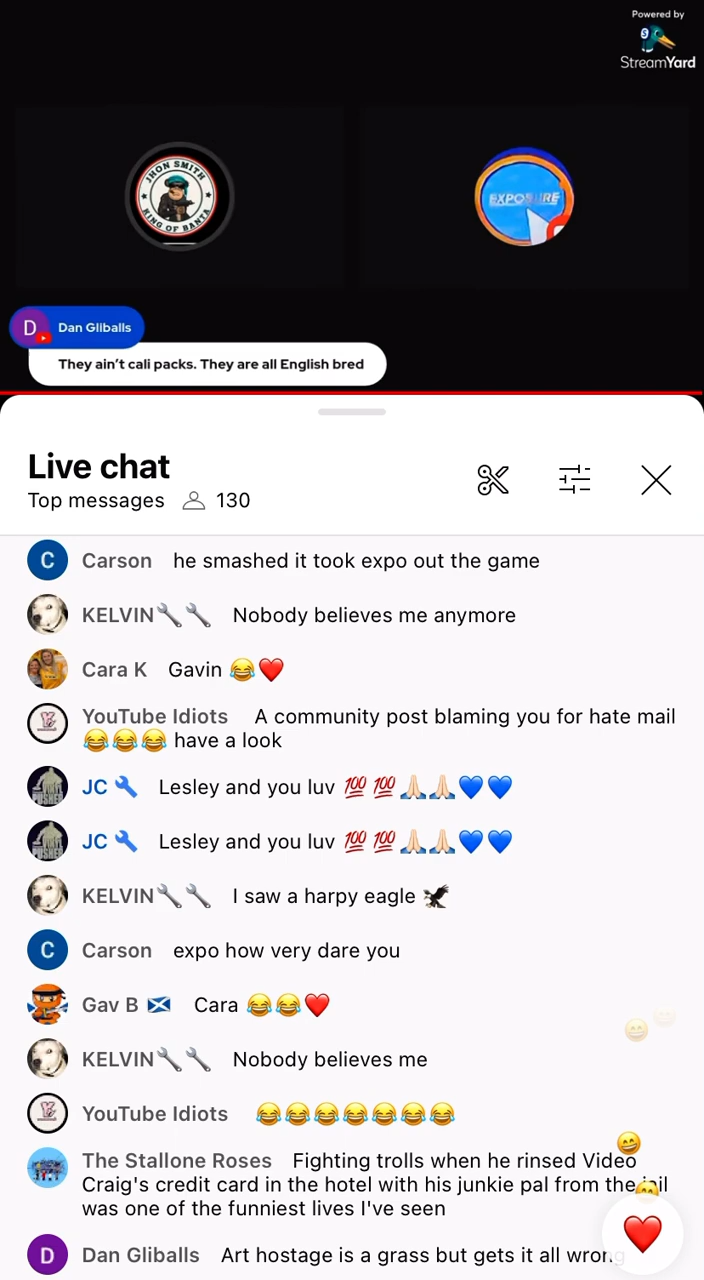 Powered by
StreamYard
JHON SMITH
KING OF BANTA
EXPOSURE
D
Dan Gliballs
They ain't cali packs. They are all English bred
Live chat
Top messages 130
C Carson he smashed it took expo out the game
KELVIN🔧🔧 Nobody believes me anymore
Cara K Gavin 😂❤️
YouTube Idiots A community post blaming you for hate mail
😂😂😂 have a look
JC 🔧 Lesley and you luv 💯💯🙏🏻🙏🏻💙💙
JC 🔧 Lesley and you luv 💯💯🙏🏻🙏🏻💙💙
KELVIN🔧🔧 I saw a harpy eagle 🦅
C Carson expo how very dare you
Gav B 🏴󠁧󠁢󠁳󠁣󠁴󠁿 Cara 😂😂❤️
KELVIN🔧🔧 Nobody believes me
YouTube Idiots 😂😂😂😂😂😂😂
The Stallone Roses Fighting trolls when he rinsed Video
Craig's credit card in the hotel with his junkie pal from the jail
was one of the funniest lives I've seen
D Dan Gliballs Art hostage is a grass but gets it all wrong